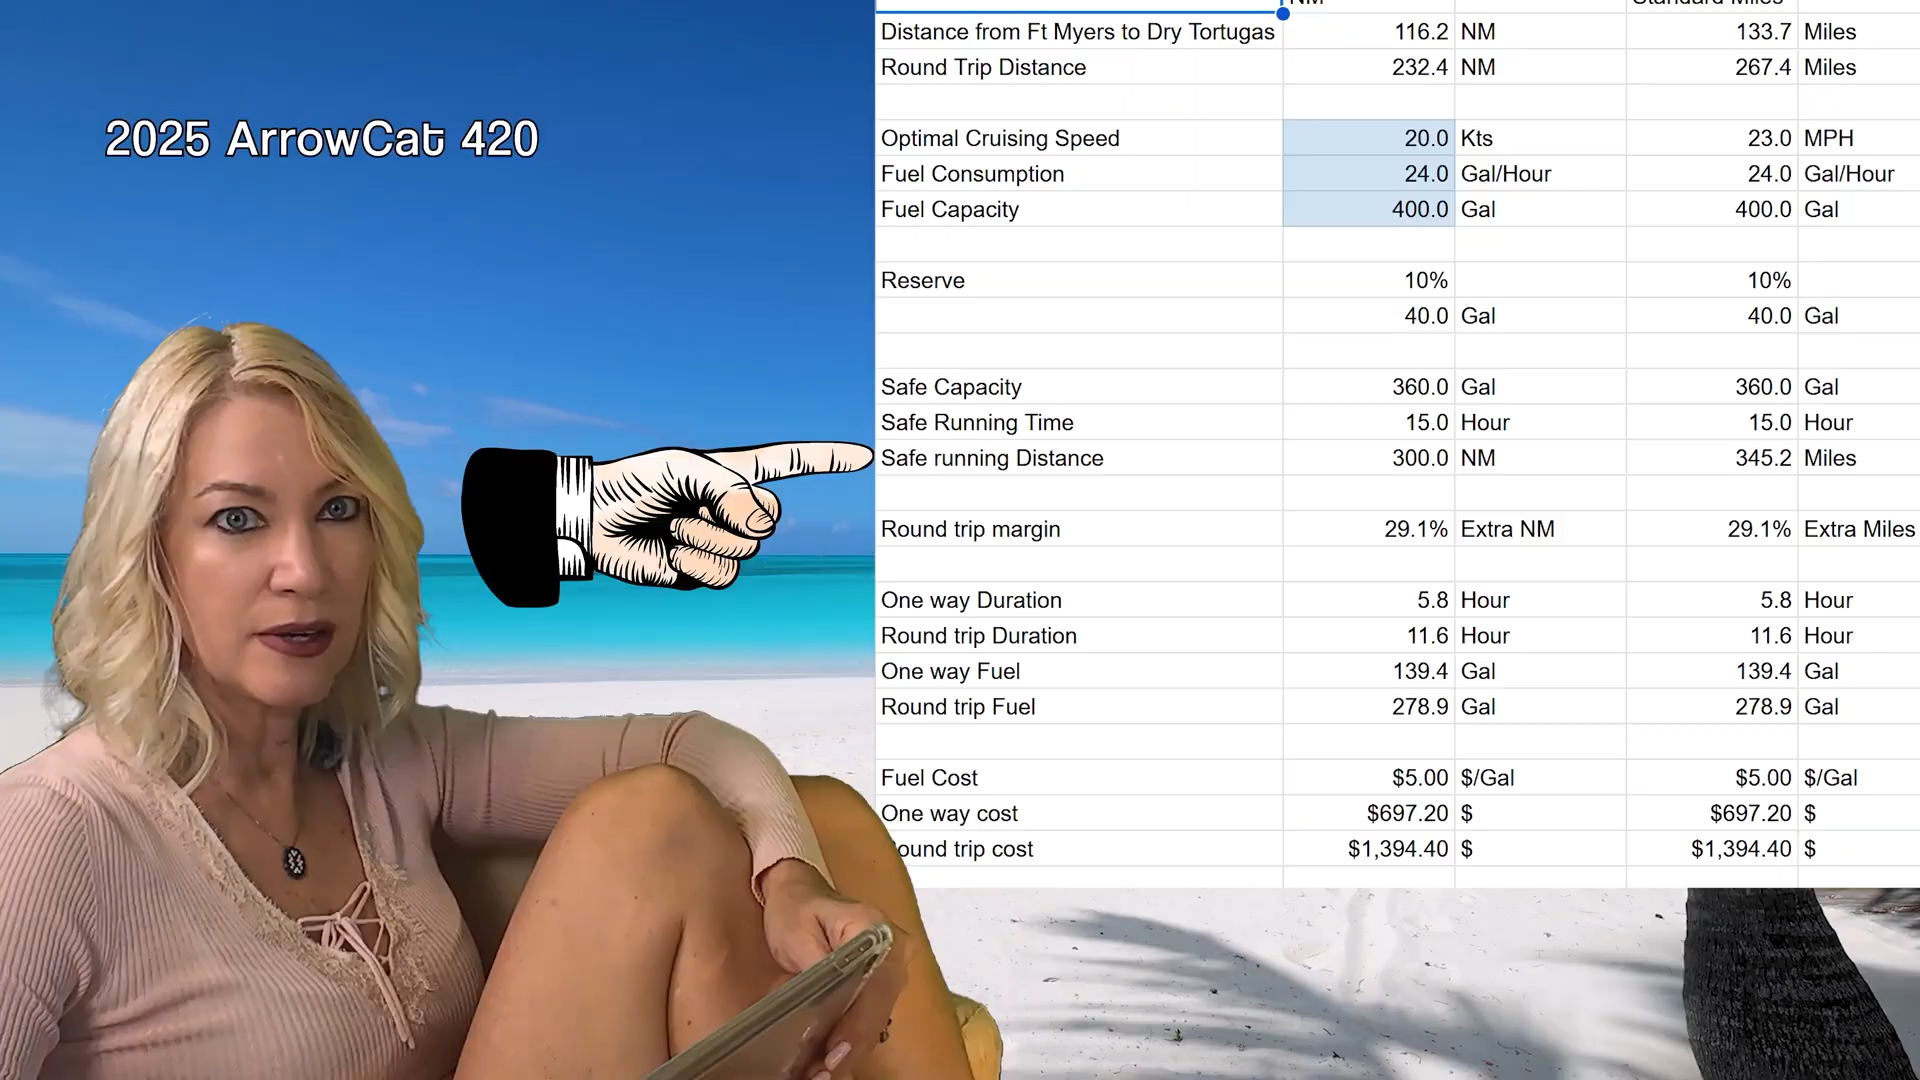 NM Standard Miles
2025 ArrowCat 420
Distance from Ft Myers to Dry Tortugas 116.2 NM 133.7 Miles
Round Trip Distance 232.4 NM 267.4 Miles
Optimal Cruising Speed 20.0 Kts 23.0 MPH
Fuel Consumption 24.0 Gal/Hour 24.0 Gal/Hour
Fuel Capacity 400.0 Gal 400.0 Gal
Reserve 10% 10%
40.0 Gal 40.0 Gal
Safe Capacity 360.0 Gal 360.0 Gal
Safe Running Time 15.0 Hour 15.0 Hour
Safe running Distance 300.0 NM 345.2 Miles
Round trip margin 29.1% Extra NM 29.1% Extra Miles
One way Duration 5.8 Hour 5.8 Hour
Round trip Duration 11.6 Hour 11.6 Hour
One way Fuel 139.4 Gal 139.4 Gal
Round trip Fuel 278.9 Gal 278.9 Gal
Fuel Cost $5.00 $/Gal $5.00 $/Gal
One way cost $697.20 $ $697.20 $
ound trip cost $1,394.40 $ $1,394.40 $